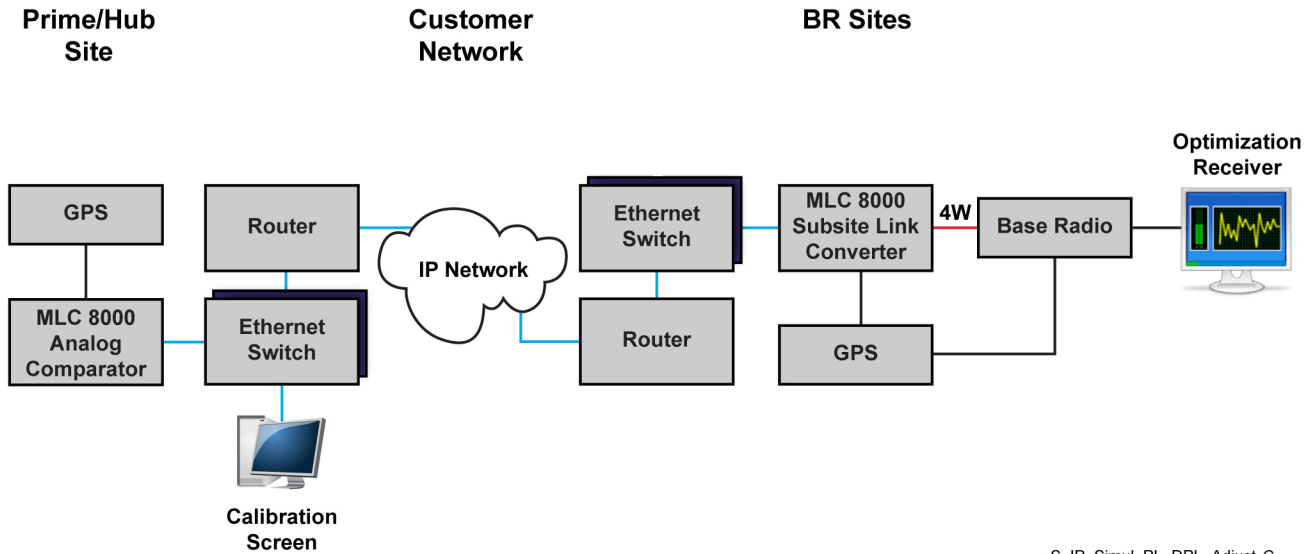 Prime/Hub
Site
Customer
Network
BR Sites
Optimization
Receiver
GPS
Router
Ethernet
Switch
MLC 8000
Subsite Link
Converter
4W
Base Radio
IP Network
MLC 8000
Analog
Comparator
Ethernet
Switch
Router
GPS
Calibration
Screen